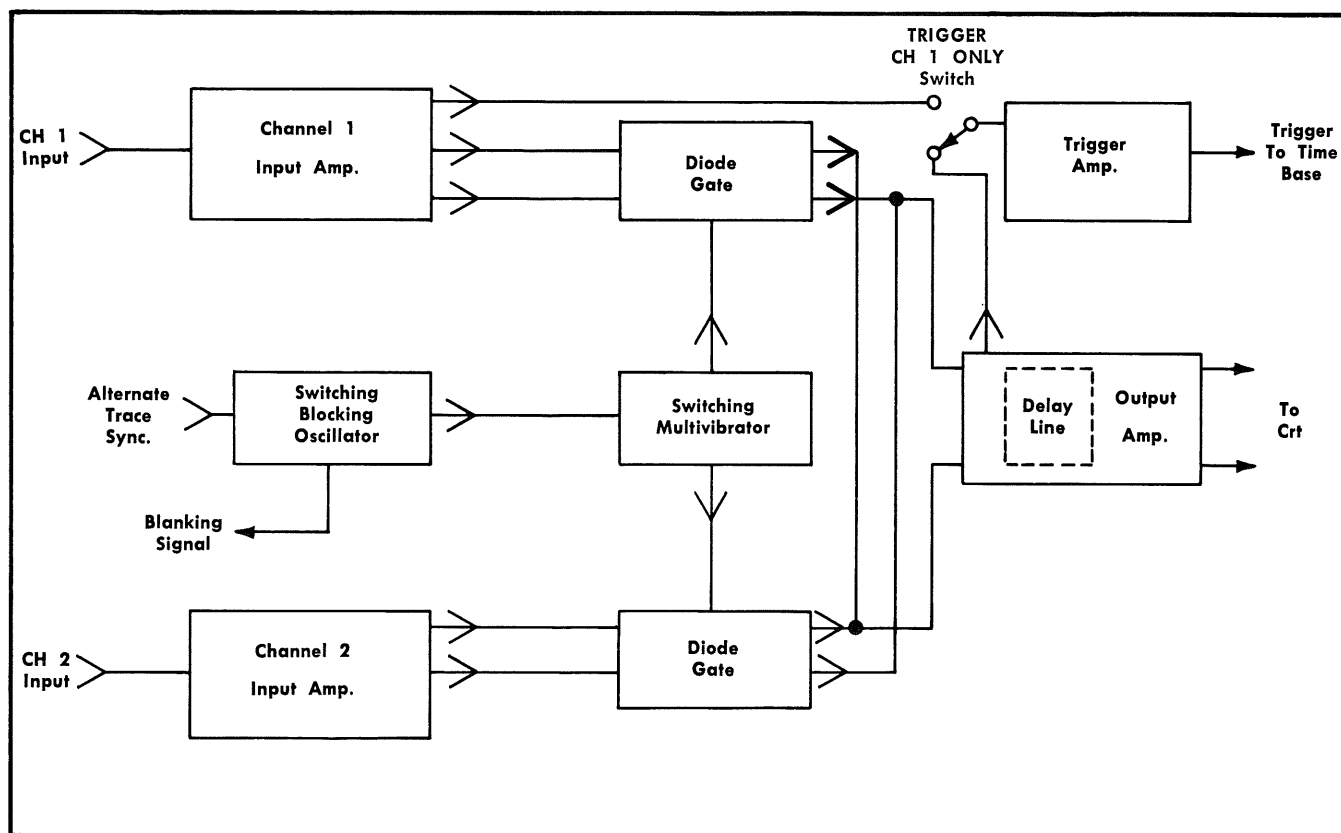 TRIGGER
CH 1 ONLY
Switch
CH 1
Input
Channel 1
Input Amp.
Diode
Gate
Trigger
Amp.
Trigger
To Time
Base
Alternate
Trace
Sync.
Switching
Blocking
Oscillator
Switching
Multivibrator
Delay
Line
Output
Amp.
To
Crt
Blanking
Signal
CH 2
Input
Channel 2
Input Amp.
Diode
Gate